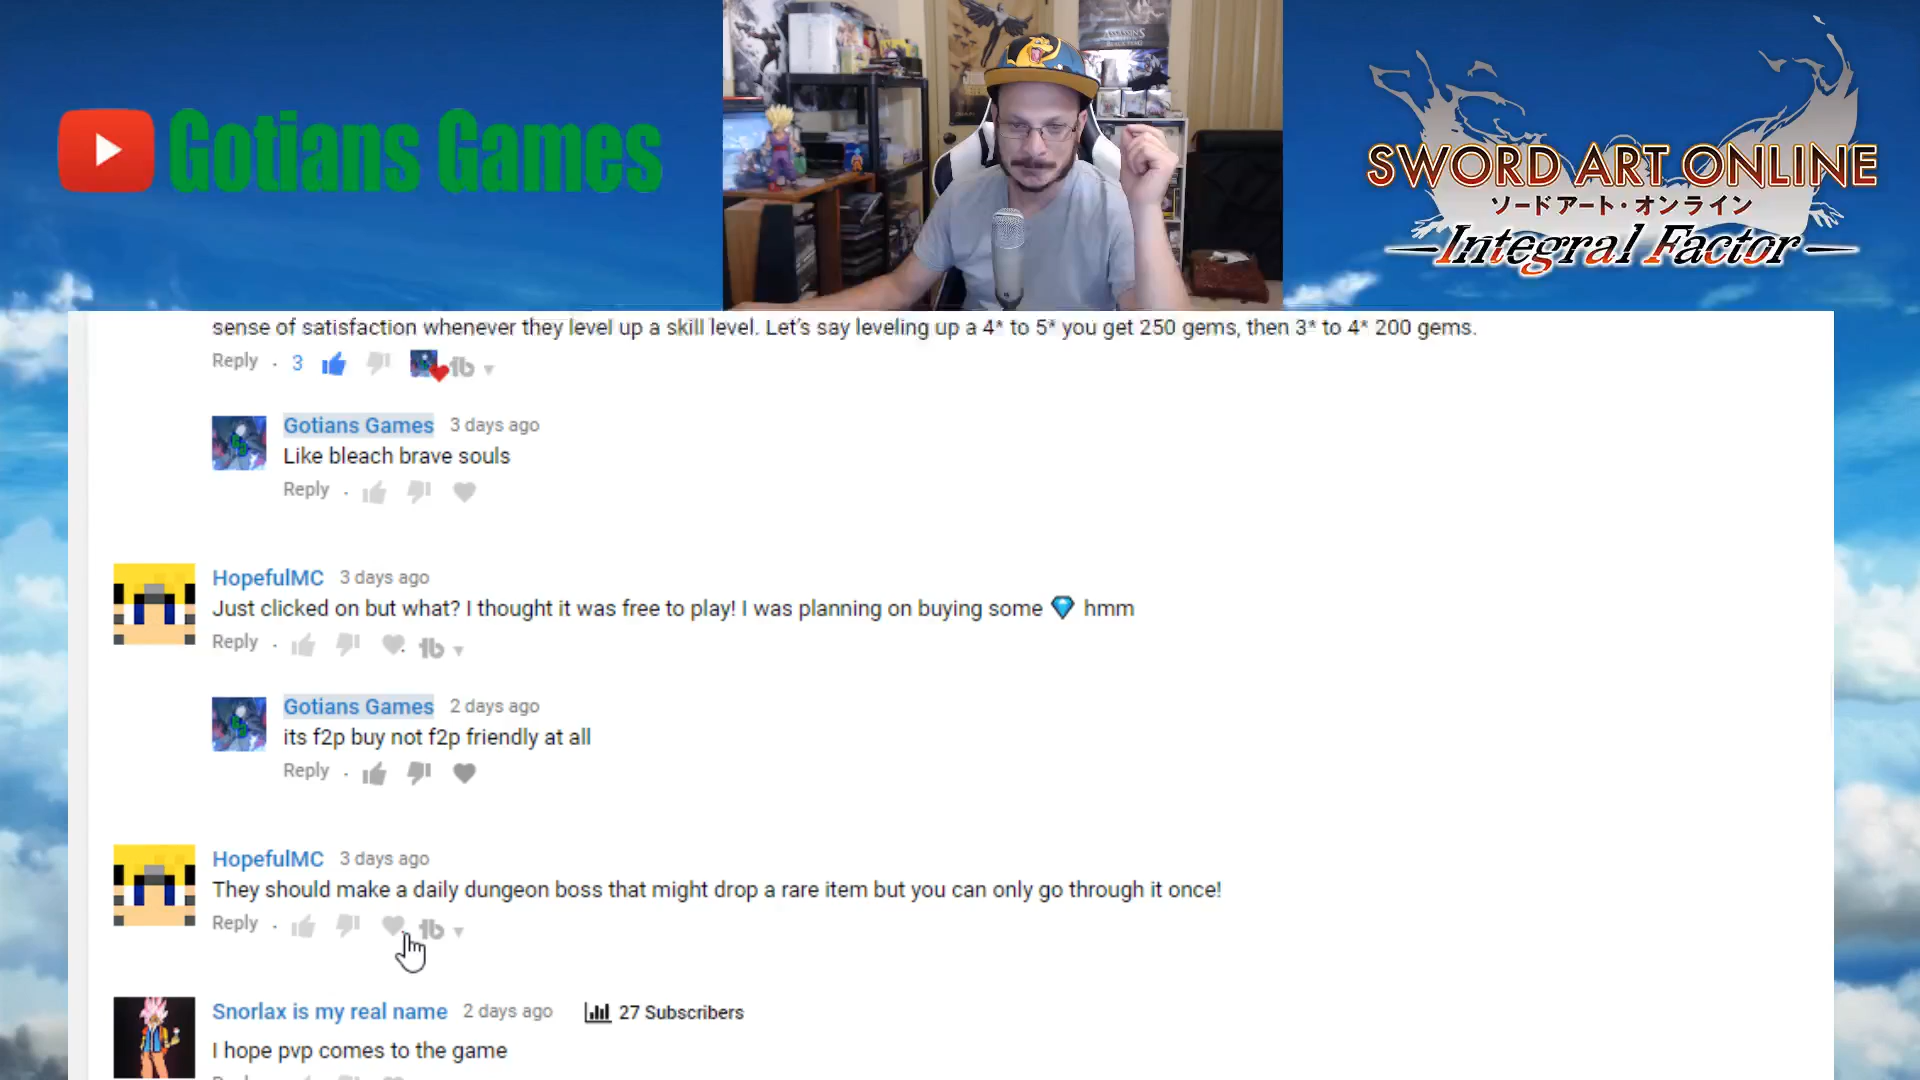 Gotians Games
ASSASSINS
SWORD ART ONLINE
ソードアート・オンライン
Integral Factor
sense of satisfaction whenever they level up a skill level. Let's say leveling up a 4* to 5* you get 250 gems, then 3* to 4* 200 gems.
Reply · 3
Gotians Games 3 days ago
Like bleach brave souls
Reply ·
HopefulMC 3 days ago
Just clicked on but what? I thought it was free to play! I was planning on buying some 💎 hmm
Reply ·
Gotians Games 2 days ago
its f2p buy not f2p friendly at all
Reply ·
HopefulMC 3 days ago
They should make a daily dungeon boss that might drop a rare item but you can only go through it once!
Reply ·
Snorlax is my real name 2 days ago 27 Subscribers
I hope pvp comes to the game